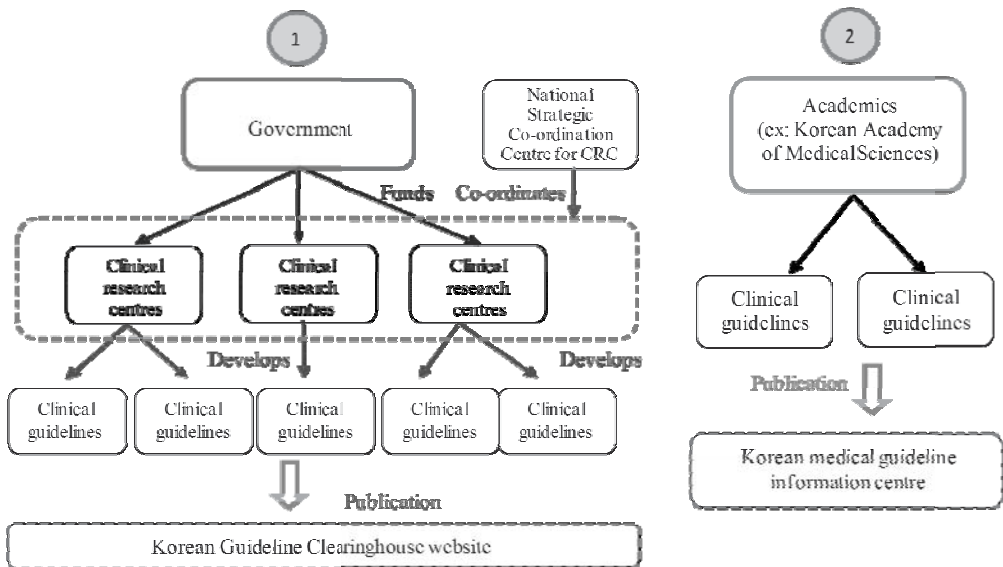 1
Government
National
Strategic
Co-ordination
Centre for CRC
Funds
Co-ordinates
Clinical
research
centres
Clinical
research
centres
Clinical
research
centres
Develops
Develops
Clinical
guidelines
Clinical
guidelines
Clinical
guidelines
Clinical
guidelines
Clinical
guidelines
Publication
Korean Guideline Clearinghouse website
2
Academics
(ex: Korean Academy
of Medical Sciences)
Clinical
guidelines
Clinical
guidelines
Publication
Korean medical guideline
information centre